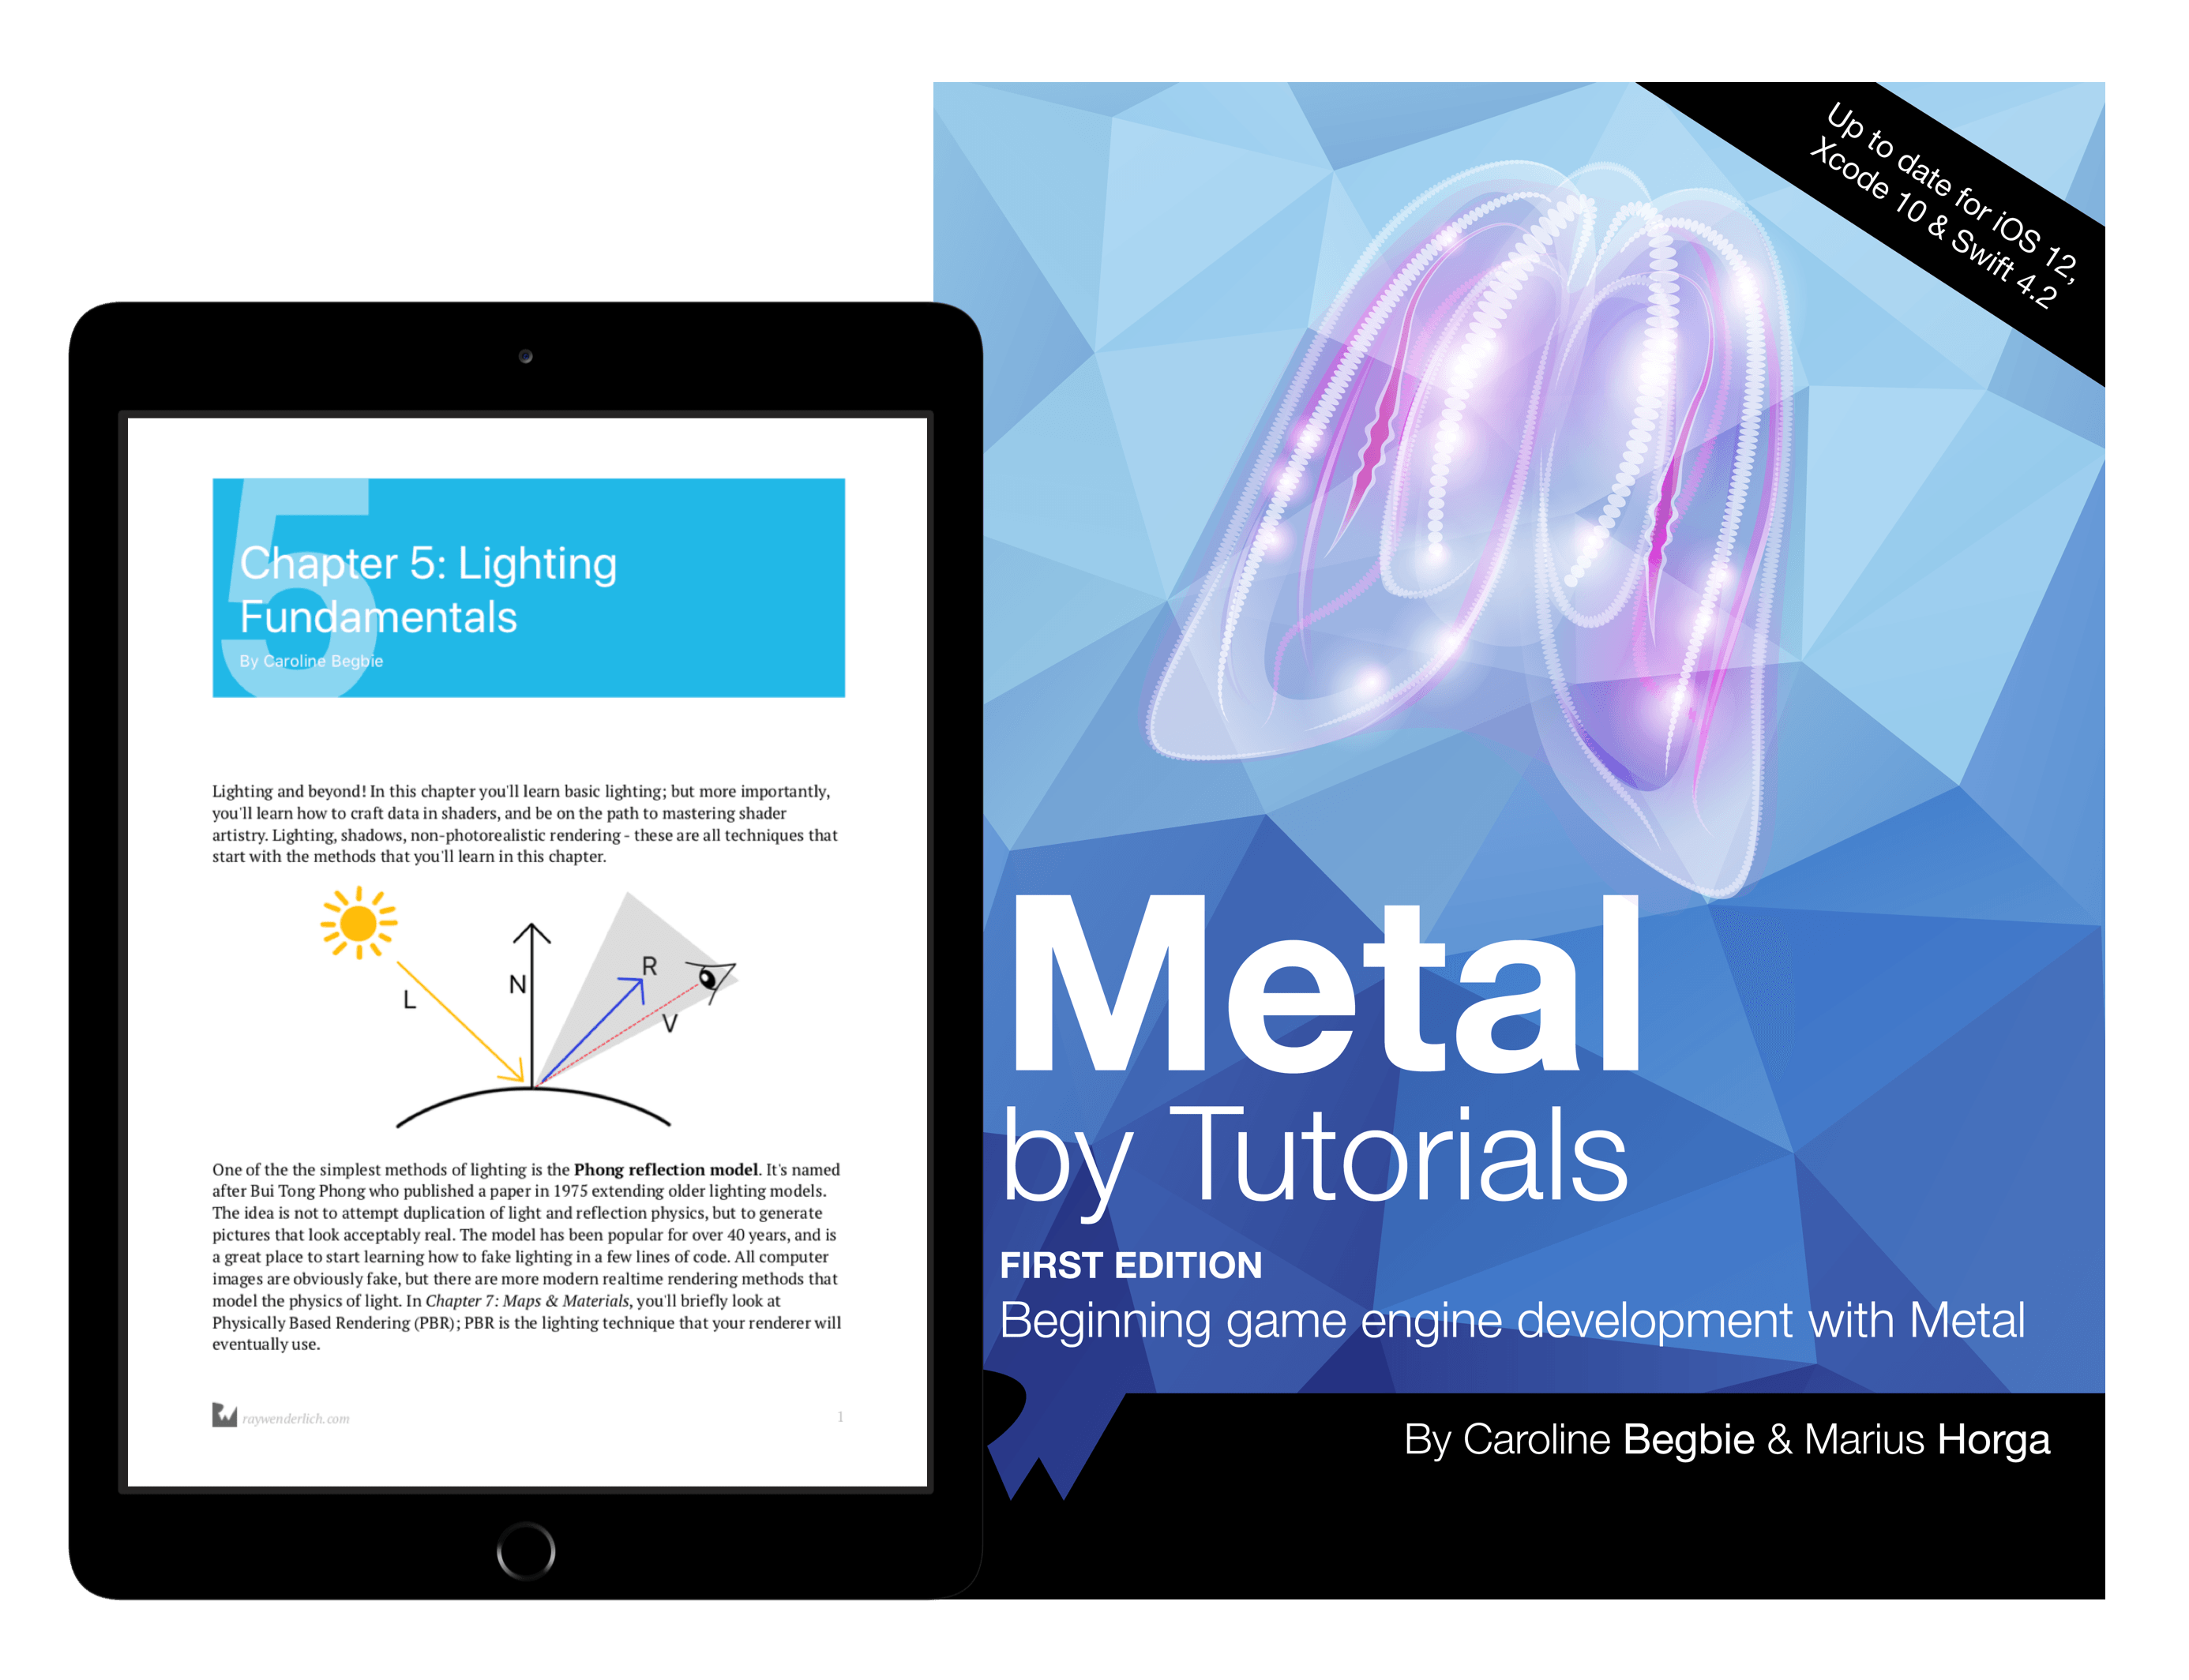 5
Chapter 5: Lighting
Fundamentals
By Caroline Begbie
Lighting and beyond! In this chapter you'll learn basic lighting; but more importantly,
you'll learn how to craft data in shaders, and be on the path to mastering shader
artistry. Lighting, shadows, non-photorealistic rendering - these are all techniques that
start with the methods that you'll learn in this chapter.
L
N
R
V
One of the the simplest methods of lighting is the Phong reflection model. It's named
after Bui Tong Phong who published a paper in 1975 extending older lighting models.
The idea is not to attempt duplication of light and reflection physics, but to generate
pictures that look acceptably real. The model has been popular for over 40 years, and is
a great place to start learning how to fake lighting in a few lines of code. All computer
images are obviously fake, but there are more modern realtime rendering methods that
model the physics of light. In Chapter 7: Maps & Materials, you'll briefly look at
Physically Based Rendering (PBR); PBR is the lighting technique that your renderer will
eventually use.
raywenderlich.com
1
Up to date for iOS 12,
Xcode 10 & Swift 4.2
Metal
by Tutorials
FIRST EDITION
Beginning game engine development with Metal
By Caroline Begbie & Marius Horga